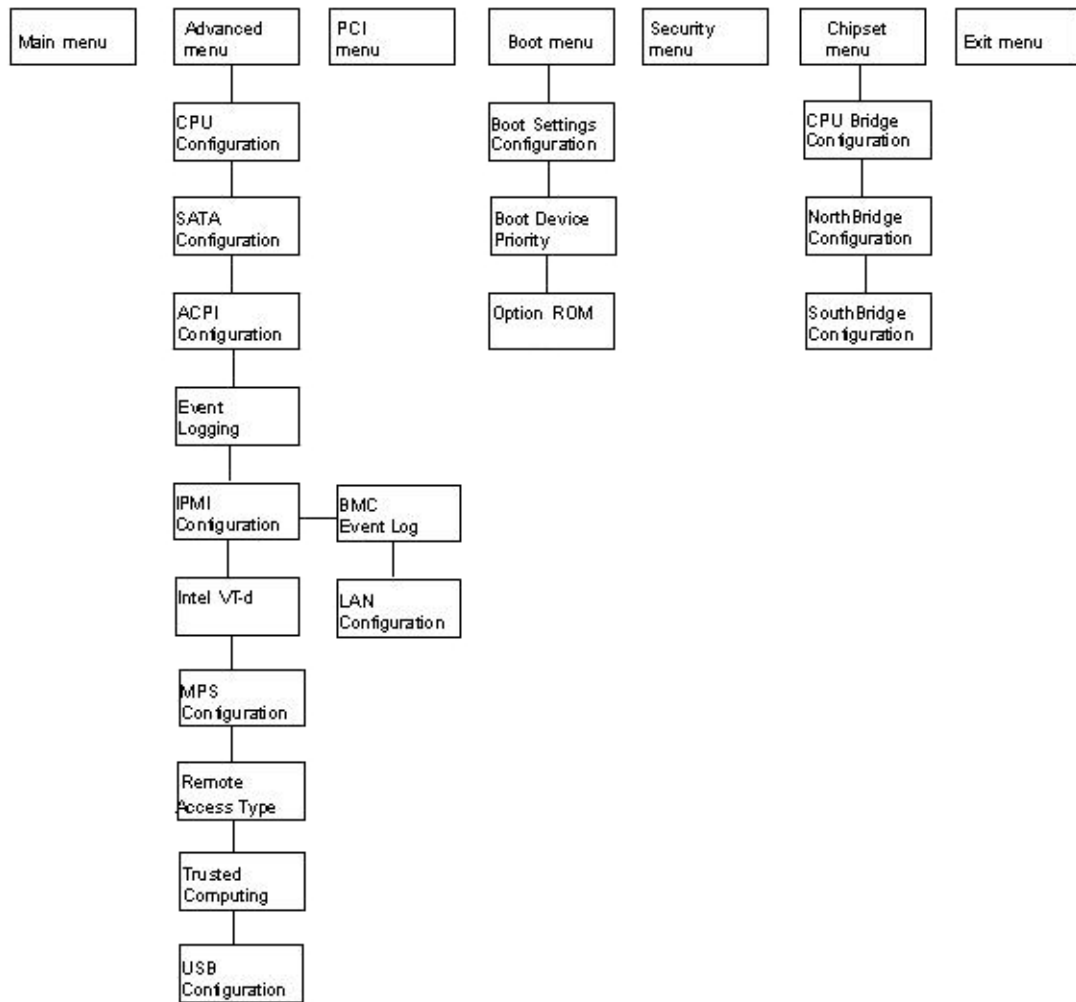 Main menu
Advanced
menu
PCI
menu
Boot menu
Security
menu
Chipset
menu
Exit menu
CPU
Configuration
Boot Settings
Configuration
CPU Bridge
Configuration
SATA
Configuration
Boot Device
Priority
NorthBridge
Configuration
ACPI
Configuration
Option ROM
SouthBridge
Configuration
Event
Logging
IPMI
Configuration
BMC
Event Log
Intel VT-d
LAN
Configuration
MPS
Configuration
Remote
Access Type
Trusted
Computing
USB
Configuration